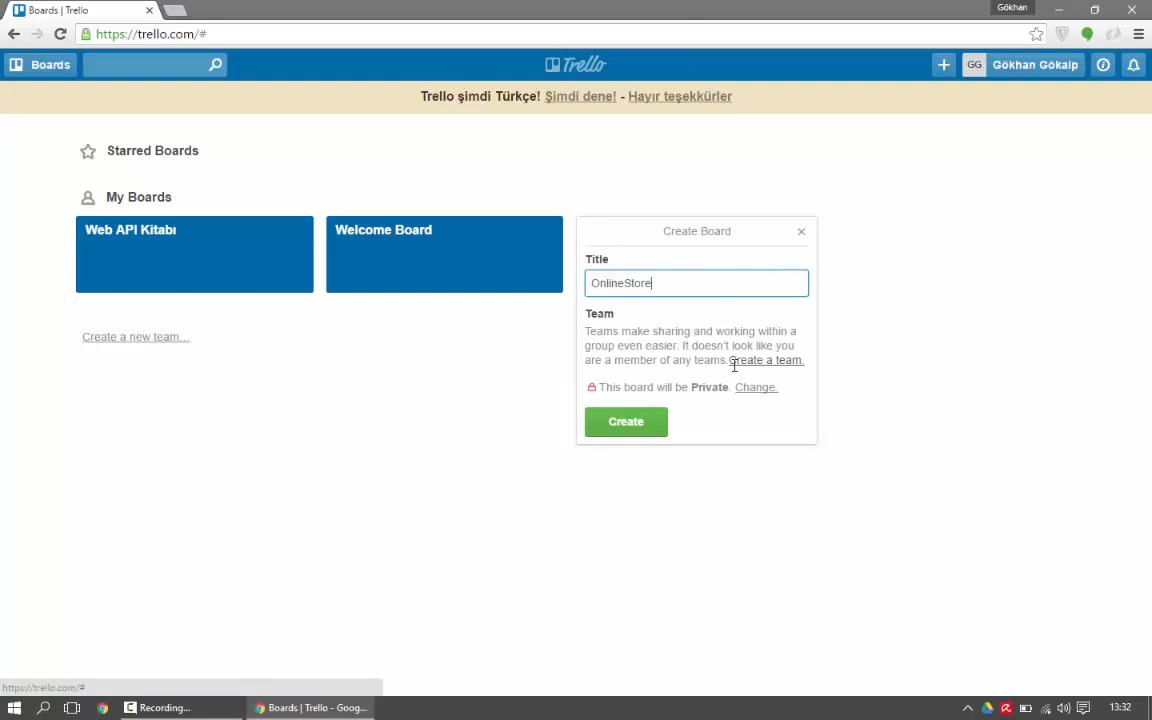 Boards | Trello
Gökhan
https://trello.com/#
Boards
Trello
GG
Gökhan Gökalp
Trello şimdi Türkçe! Şimdi dene! - Hayır teşekkürler
Starred Boards
My Boards
Web API Kitabı
Welcome Board
Create a new team...
Create Board
Title
OnlineStore
Team
Teams make sharing and working within a
group even easier. It doesn't look like you
are a member of any teams. Create a team.
This board will be Private. Change.
Create
https://trello.com/#
Recording...
Boards | Trello - Goog...
13:32